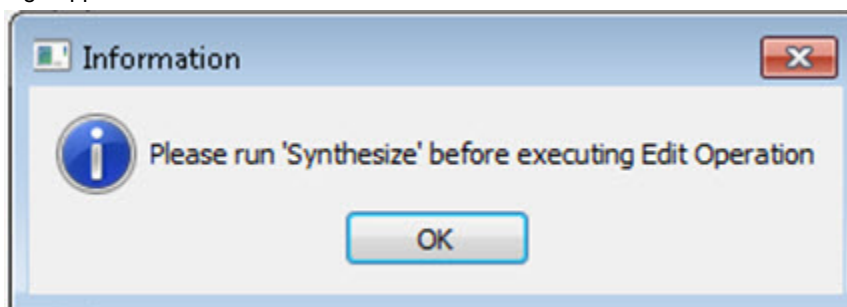 Information
Please run 'Synthesize' before executing Edit Operation
OK